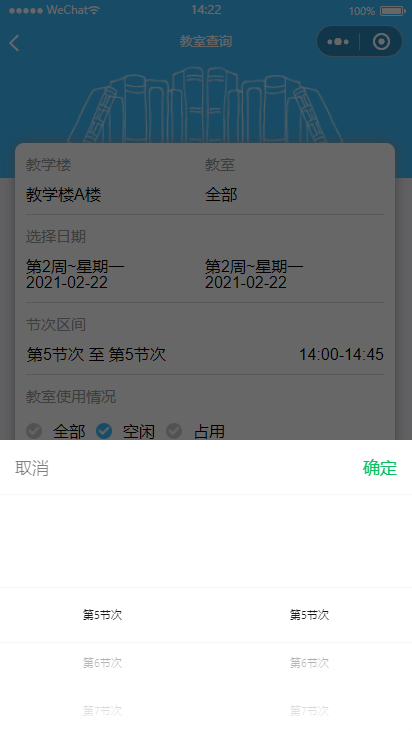 WeChat 14:22 100%
教室查询
教学楼 教室
教学楼A楼 全部
选择日期
第2周~星期一 第2周~星期一
2021-02-22 2021-02-22
节次区间
第5节次 至 第5节次 14:00-14:45
教室使用情况
全部 空闲 占用
取消 确定
第5节次 第5节次
第6节次 第6节次
第7节次 第7节次